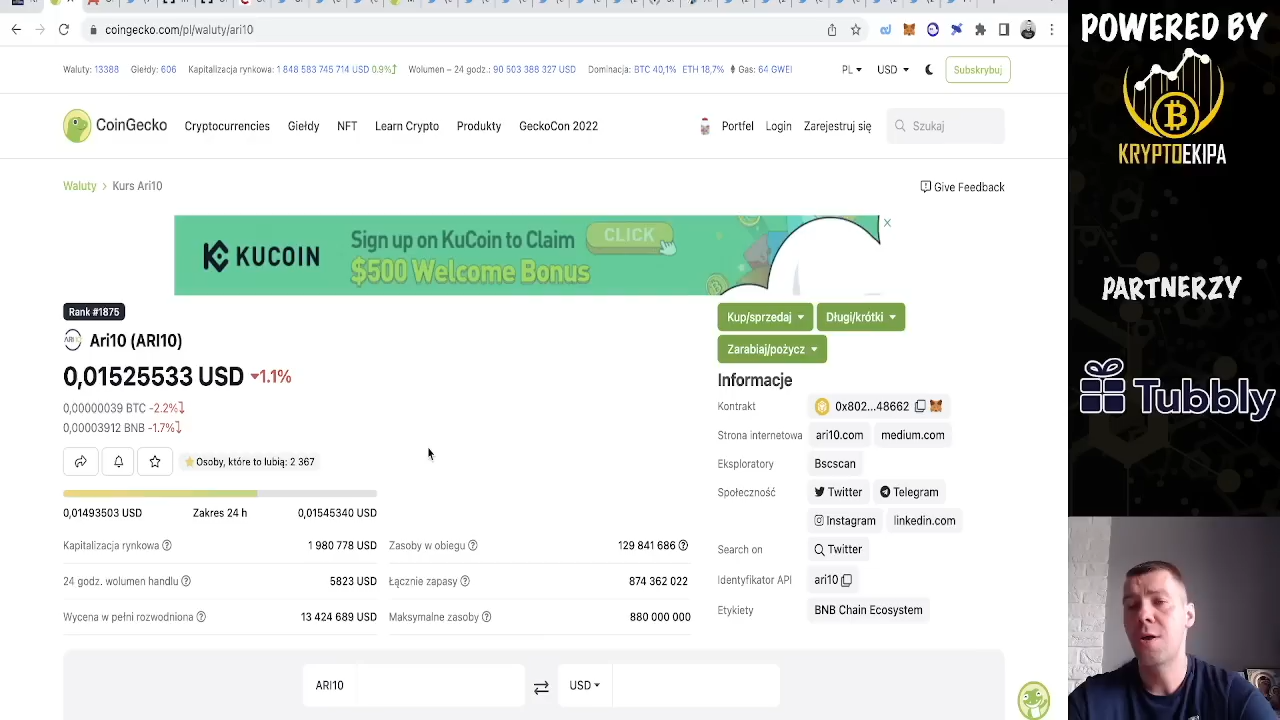 coingecko.com/pl/waluty/ari10
Waluty: 13388 Giełdy: 606 Kapitalizacja rynkowa: 1 848 583 745 714 USD 0.9% Wolumen – 24 godz.: 90 503 388 327 USD Dominacja: BTC 40,1% ETH 18,7% Gas: 64 GWEI PL USD Subskrybuj
CoinGecko Cryptocurrencies Giełdy NFT Learn Crypto Produkty GeckoCon 2022 Portfel Login Zarejestruj się Szukaj
Waluty > Kurs Ari10 Give Feedback
KUCOIN Sign up on KuCoin to Claim CLICK
$500 Welcome Bonus
Rank #1875
Ari10 (ARI10)
0,01525533 USD 1.1%
0,00000039 BTC -2.2%
0,00003912 BNB -1.7%
Osoby, które to lubią: 2 367
0,01493503 USD Zakres 24 h 0,01545340 USD
Kapitalizacja rynkowa 1 980 778 USD Zasoby w obiegu 129 841 686
24 godz. wolumen handlu 5823 USD Łącznie zapasy 874 362 022
Wycena w pełni rozwodniona 13 424 689 USD Maksymalne zasoby 880 000 000
Kup/sprzedaj Długi/krótki
Zarabiaj/pożycz
Informacje
Kontrakt 0x802...48662
Strona internetowa ari10.com medium.com
Eksploratory Bscscan
Społeczność Twitter Telegram
Instagram linkedin.com
Search on Twitter
Identyfikator API ari10
Etykiety BNB Chain Ecosystem
ARI10 USD
POWERED BY
KRYPTOEKIPA
PARTNERZY
Tubbly